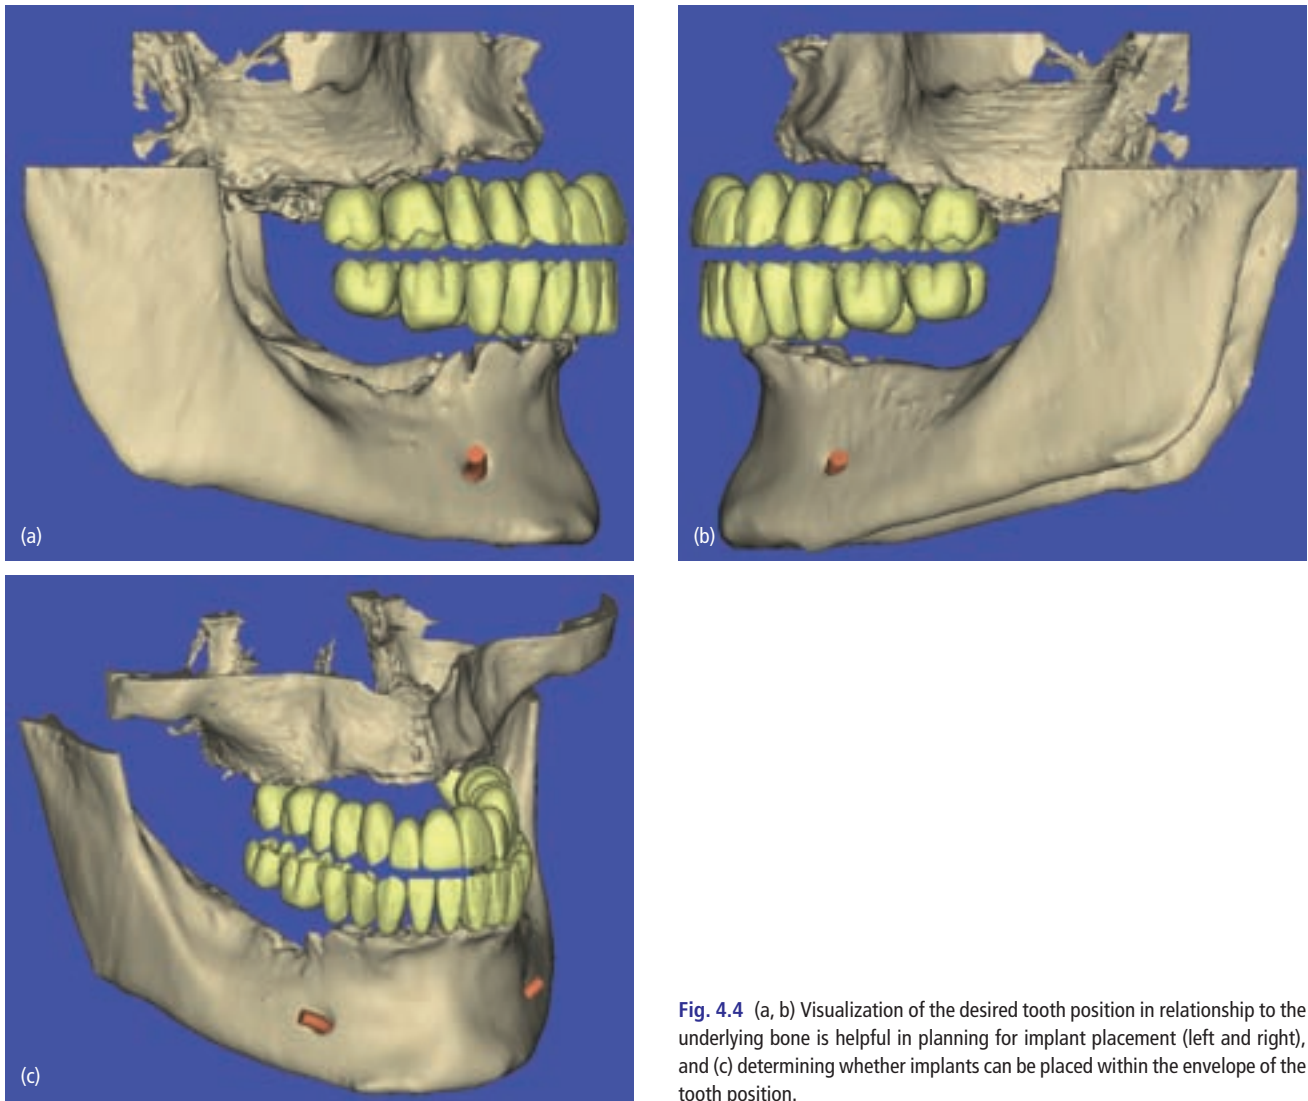 (a)
(b)
(c)
Fig. 4.4 (a, b) Visualization of the desired tooth position in relationship to the
underlying bone is helpful in planning for implant placement (left and right),
and (c) determining whether implants can be placed within the envelope of the
tooth position.